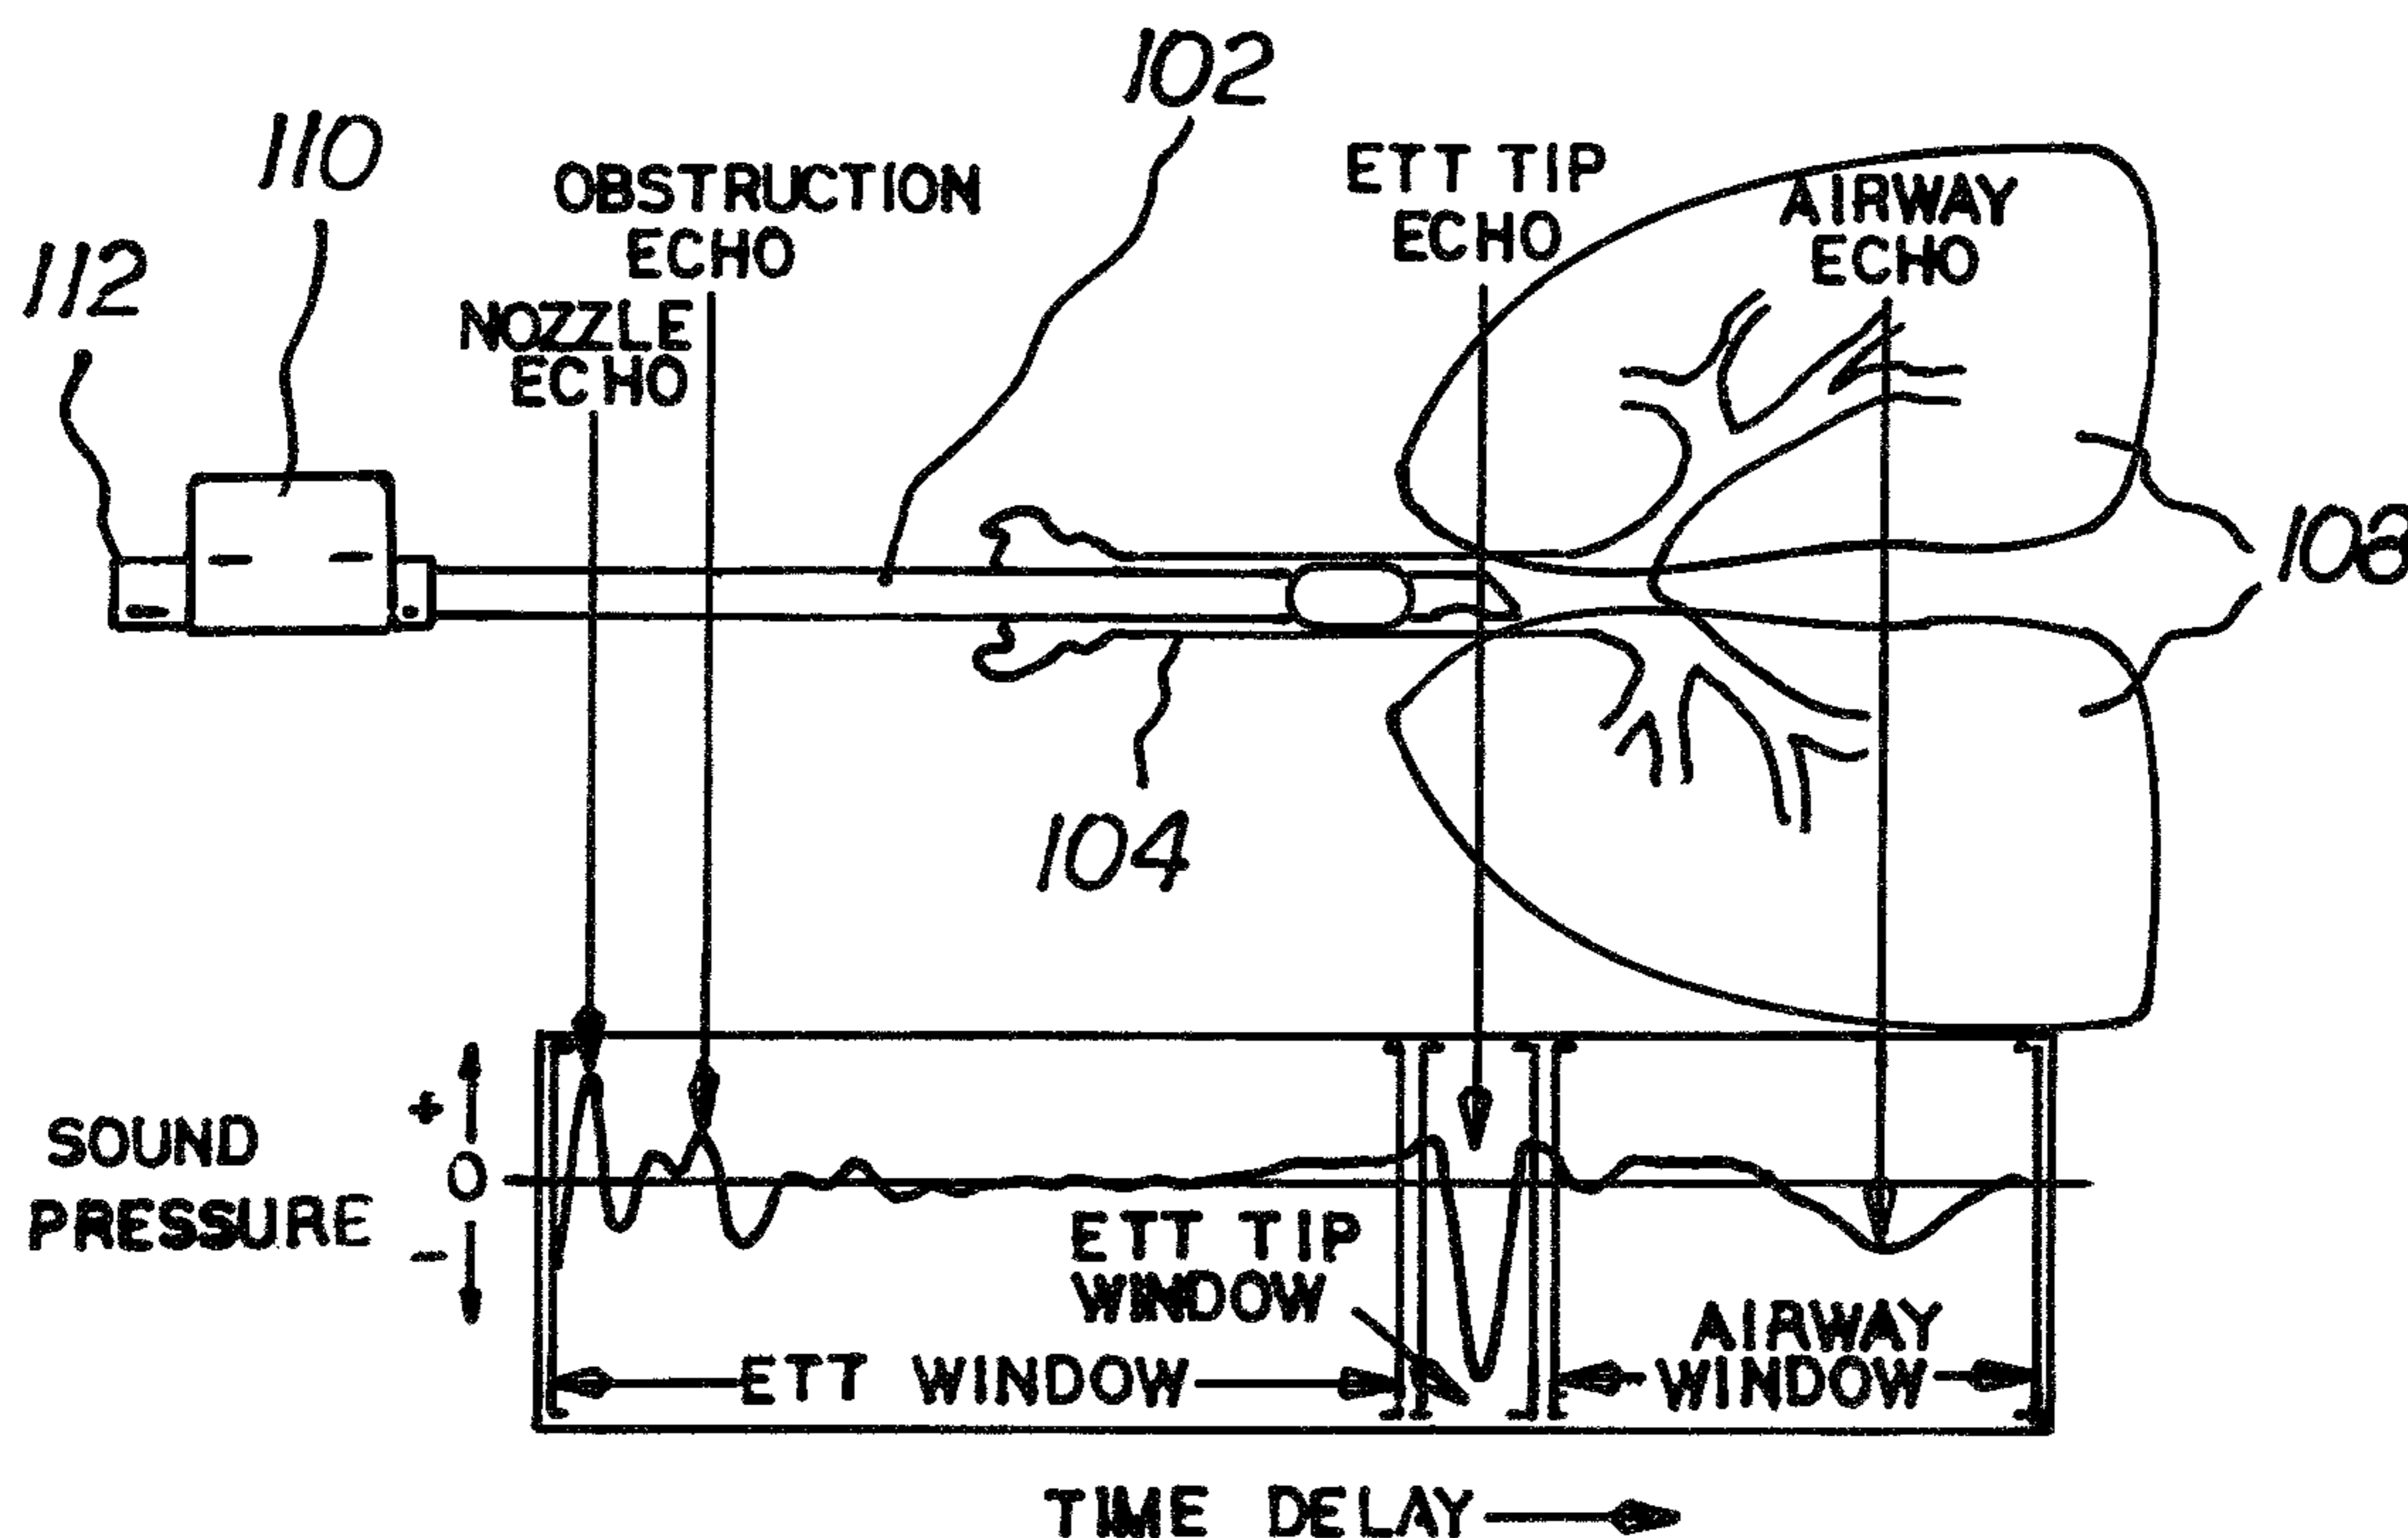 102
110
112
OBSTRUCTION
ECHO
NOZZLE
ECHO
ETT TIP
ECHO
AIRWAY
ECHO
108
104
SOUND
PRESSURE
+
0
-
ETT TIP
WINDOW
ETT WINDOW
AIRWAY
WINDOW
TIME DELAY